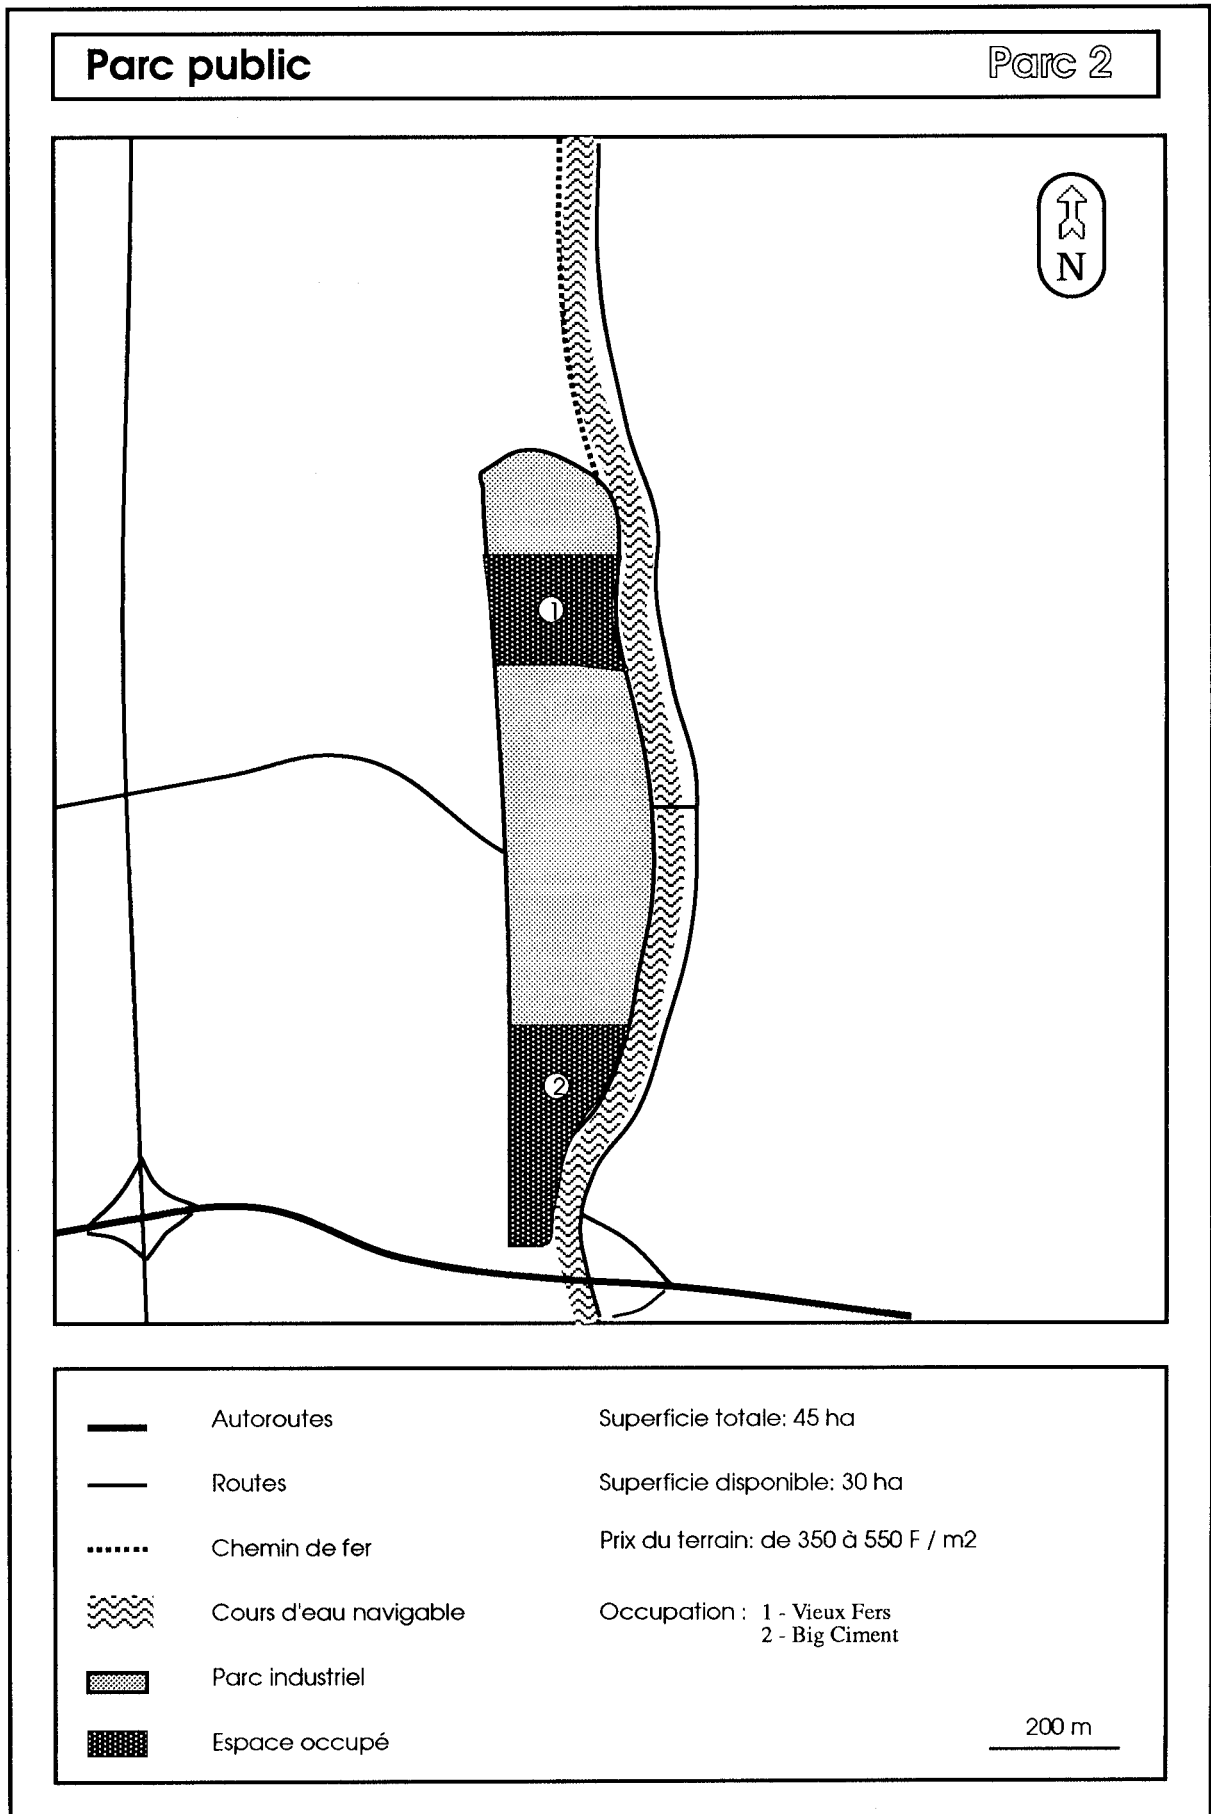 Parc public
Parc 2
N
1
2
Autoroutes
Superficie totale: 45 ha
Routes
Superficie disponible: 30 ha
Chemin de fer
Prix du terrain: de 350 à 550 F / m2
Cours d'eau navigable
Occupation : 1 - Vieux Fers
2 - Big Ciment
Parc industriel
Espace occupé
200 m